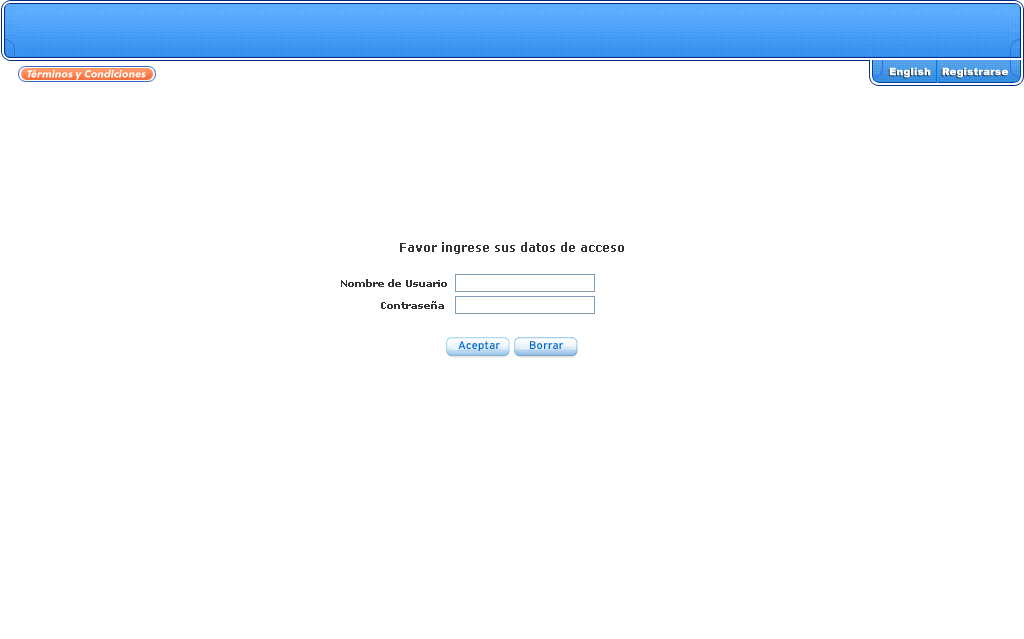 Términos y Condiciones
English Registrarse
Favor ingrese sus datos de acceso
Nombre de Usuario
Contraseña
Aceptar Borrar